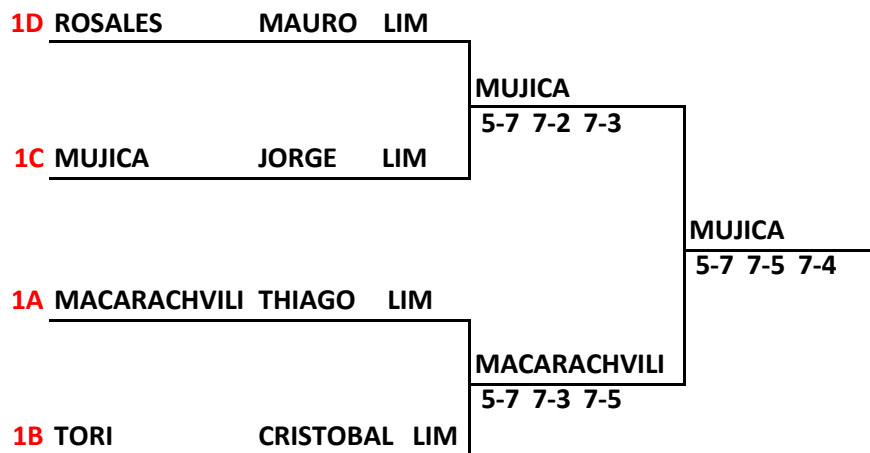 1D ROSALES MAURO LIM
MUJICA
5-7 7-2 7-3
1C MUJICA JORGE LIM
MUJICA
5-7 7-5 7-4
1A MACARACHVILI THIAGO LIM
MACARACHVILI
5-7 7-3 7-5
1B TORI CRISTOBAL LIM